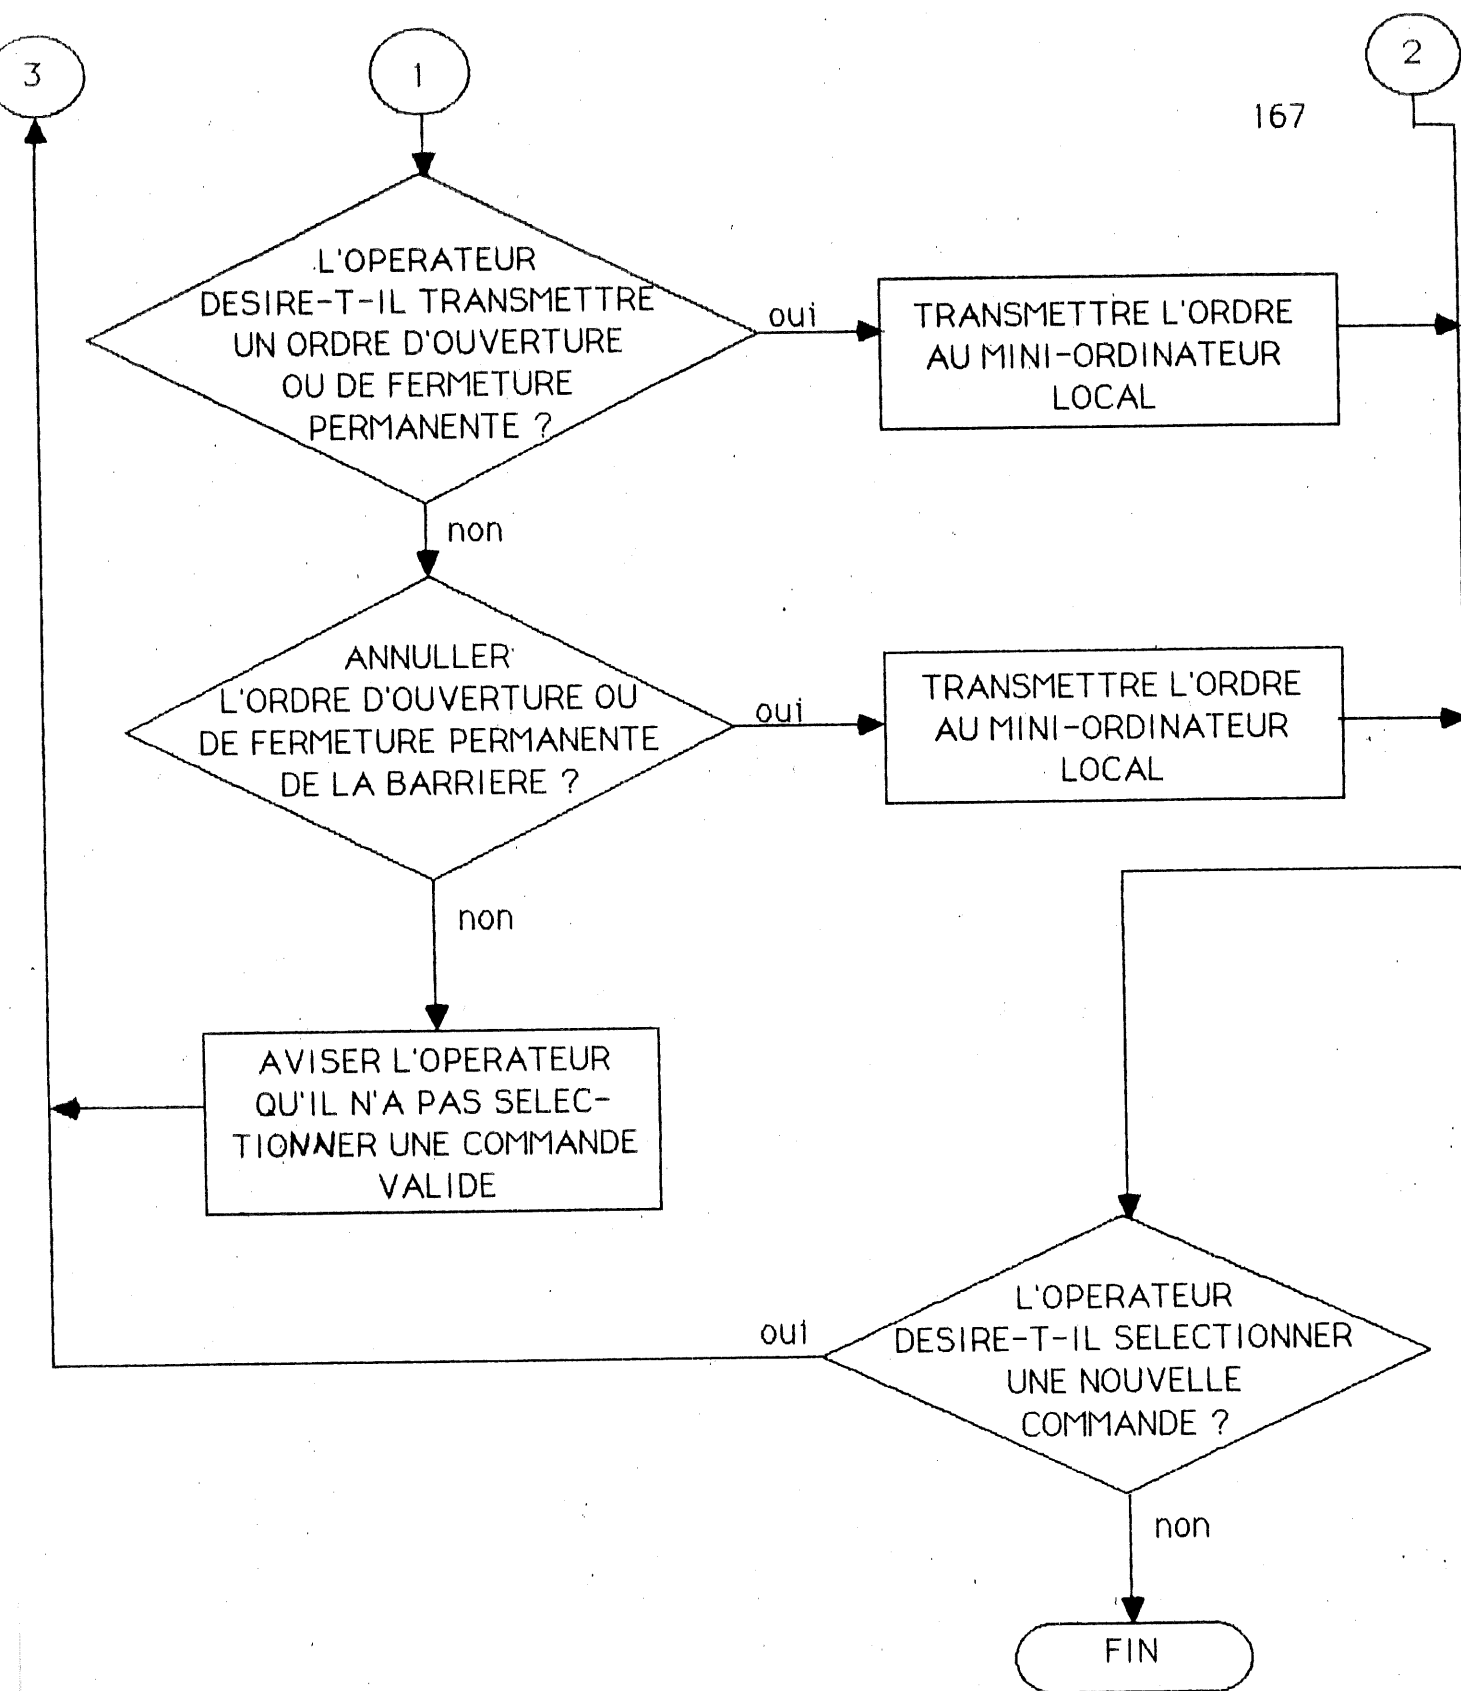 3
1
2
167
L'OPERATEUR
DESIRE-T-IL TRANSMETTRE
UN ORDRE D'OUVERTURE
OU DE FERMETURE
PERMANENTE ?
oui
TRANSMETTRE L'ORDRE
AU MINI-ORDINATEUR
LOCAL
non
ANNULLER
L'ORDRE D'OUVERTURE OU
DE FERMETURE PERMANENTE
DE LA BARRIERE ?
oui
TRANSMETTRE L'ORDRE
AU MINI-ORDINATEUR
LOCAL
non
AVISER L'OPERATEUR
QU'IL N'A PAS SELEC-
TIONNER UNE COMMANDE
VALIDE
L'OPERATEUR
DESIRE-T-IL SELECTIONNER
UNE NOUVELLE
COMMANDE ?
oui
non
FIN